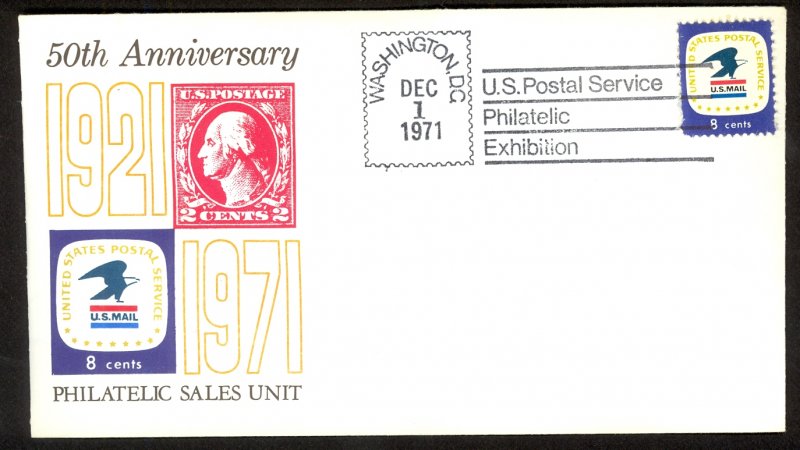 50th Anniversary
1921
U.S.POSTAGE
2 CENTS 2
UNITED STATES POSTAL SERVICE
U.S.MAIL
8 cents
1971
PHILATELIC SALES UNIT
WASHINGTON, DC
DEC
1
1971
U.S. Postal Service
Philatelic
Exhibition
UNITED STATES POSTAL SERVICE
U.S.MAIL
8 cents